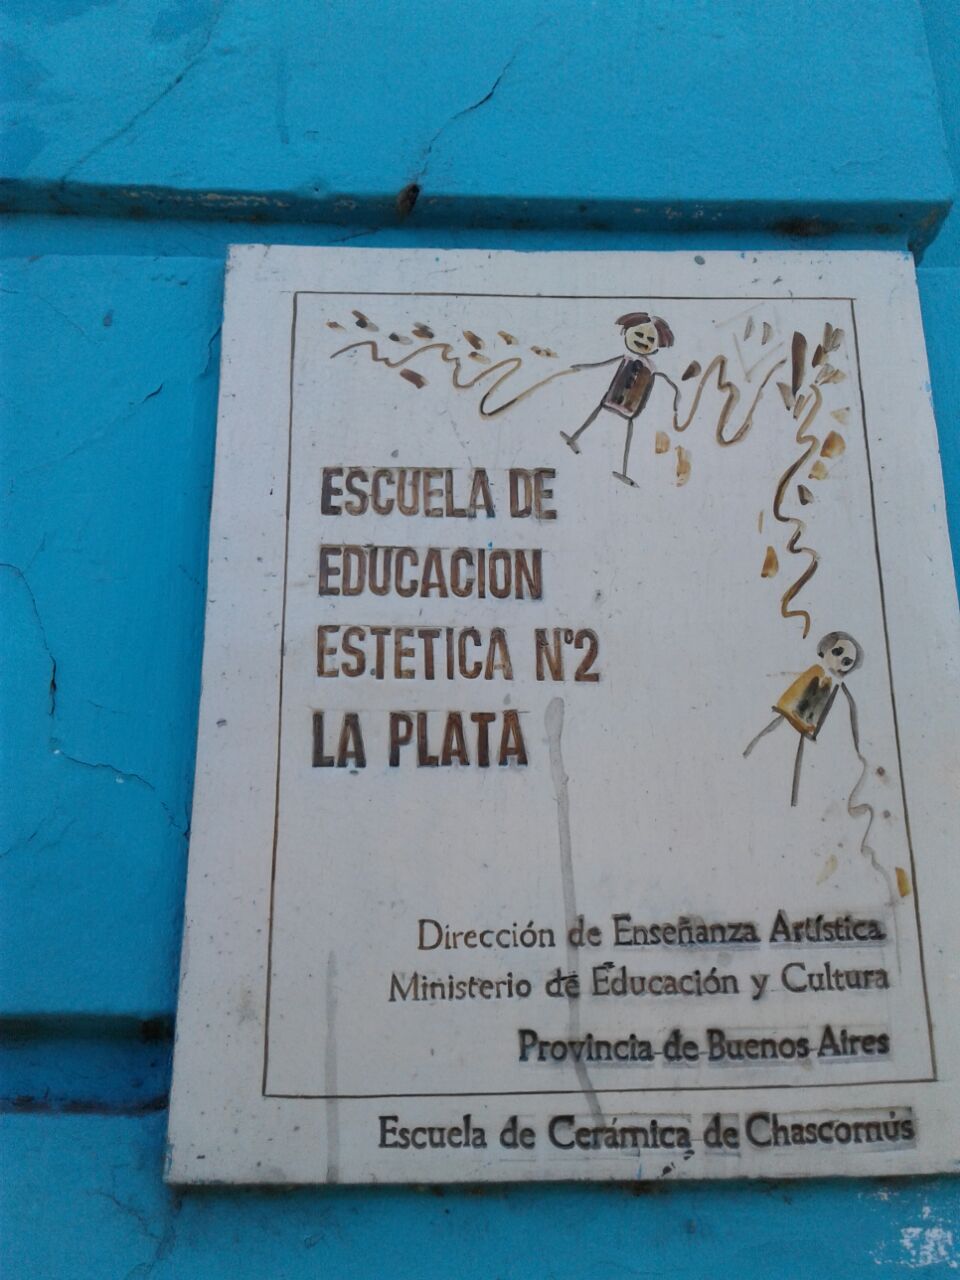 ESCUELA DE
EDUCACION
ESTETICA Nº2
LA PLATA
Dirección de Enseñanza Artística
Ministerio de Educación y Cultura
Provincia de Buenos Aires
Escuela de Cerámica de Chascomús